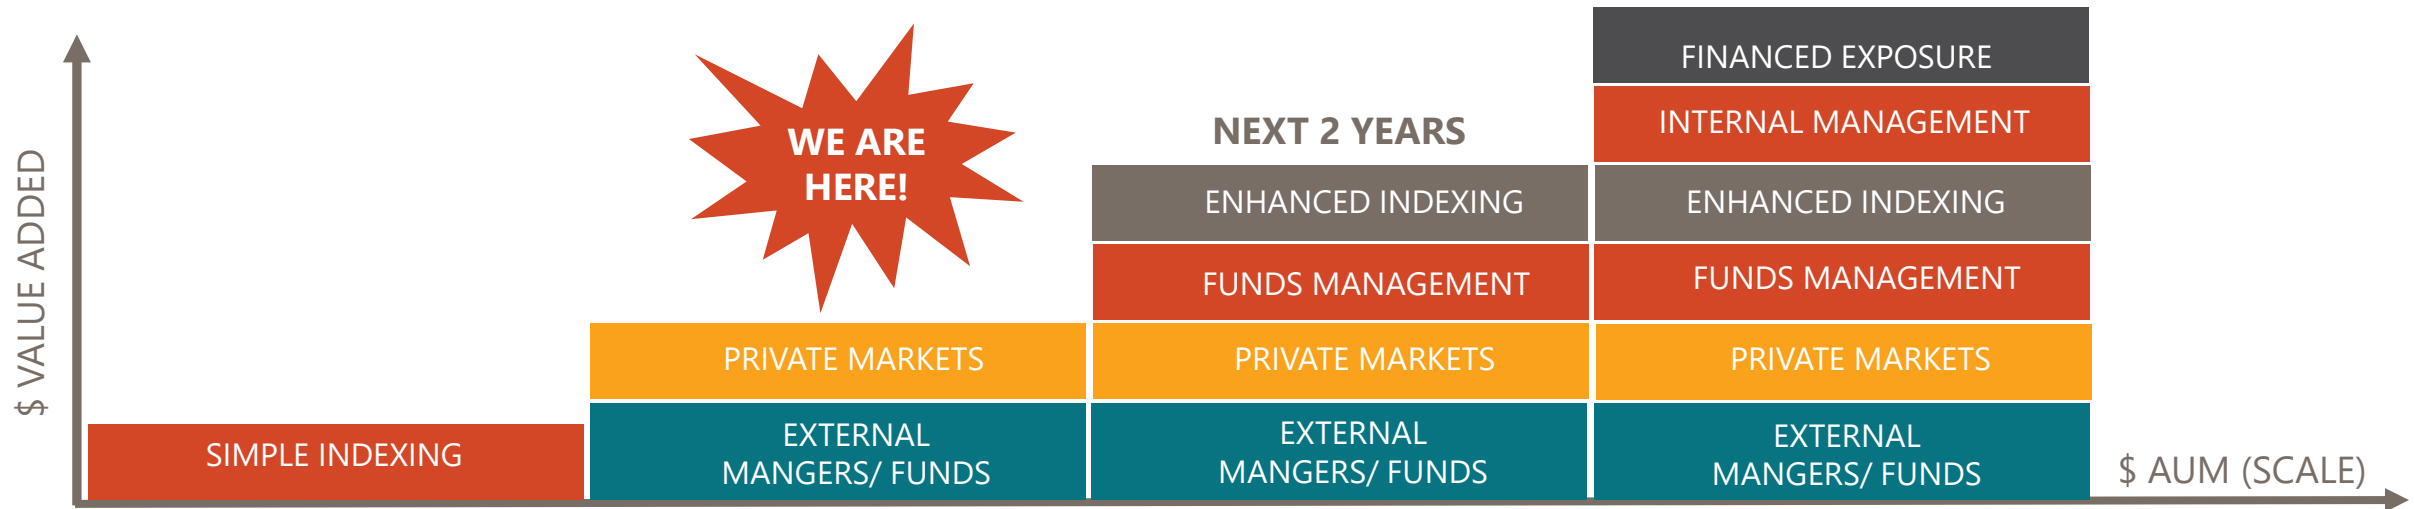 $ VALUE ADDED
SIMPLE INDEXING
WE ARE
HERE!
PRIVATE MARKETS
EXTERNAL
MANGERS/ FUNDS
NEXT 2 YEARS
ENHANCED INDEXING
FUNDS MANAGEMENT
PRIVATE MARKETS
EXTERNAL
MANGERS/ FUNDS
FINANCED EXPOSURE
INTERNAL MANAGEMENT
ENHANCED INDEXING
FUNDS MANAGEMENT
PRIVATE MARKETS
EXTERNAL
MANGERS/ FUNDS
$ AUM (SCALE)